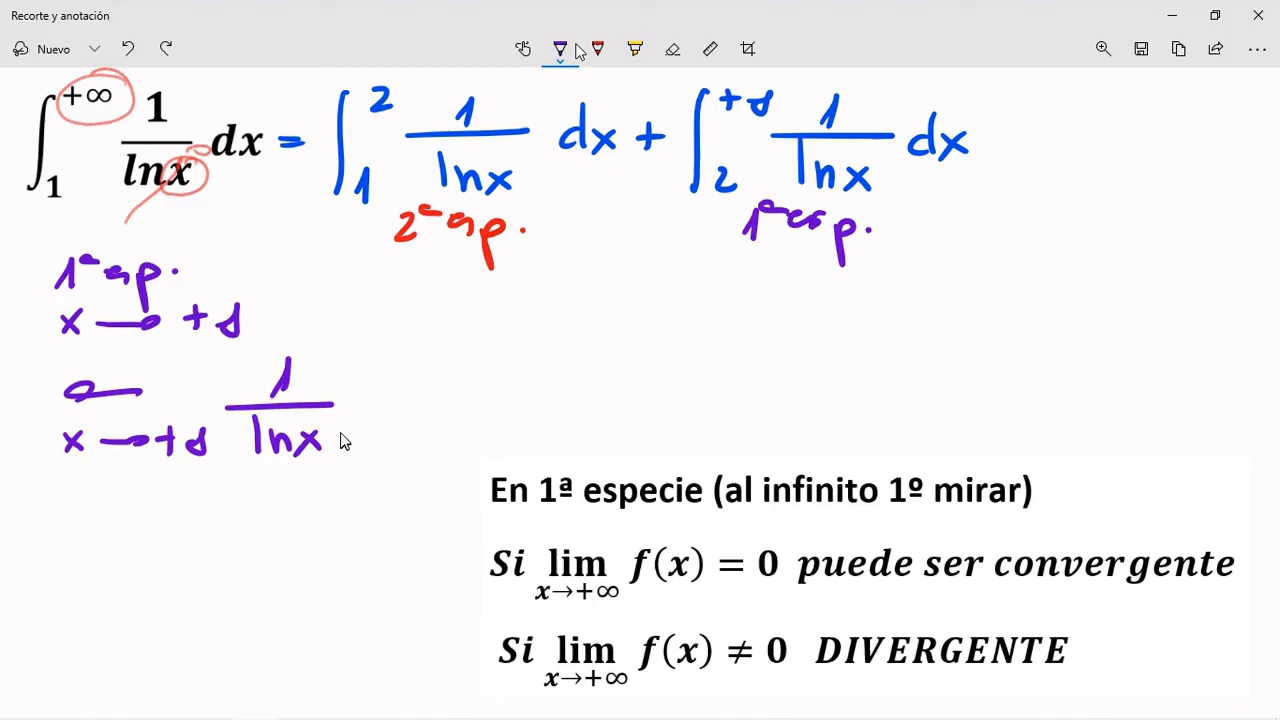 Recorte y anotación
Nuevo
∫₁^{+∞} 1/lnx dx = ∫₁² 1/lnx dx + ∫₂^{+∞} 1/lnx dx
2ª esp. 1ª esp.
1ª esp.
x → +∞
x → +∞ 1/lnx
En 1ª especie (al infinito 1º mirar)
Si lim_{x→+∞} f(x) = 0 puede ser convergente
Si lim_{x→+∞} f(x) ≠ 0 DIVERGENTE